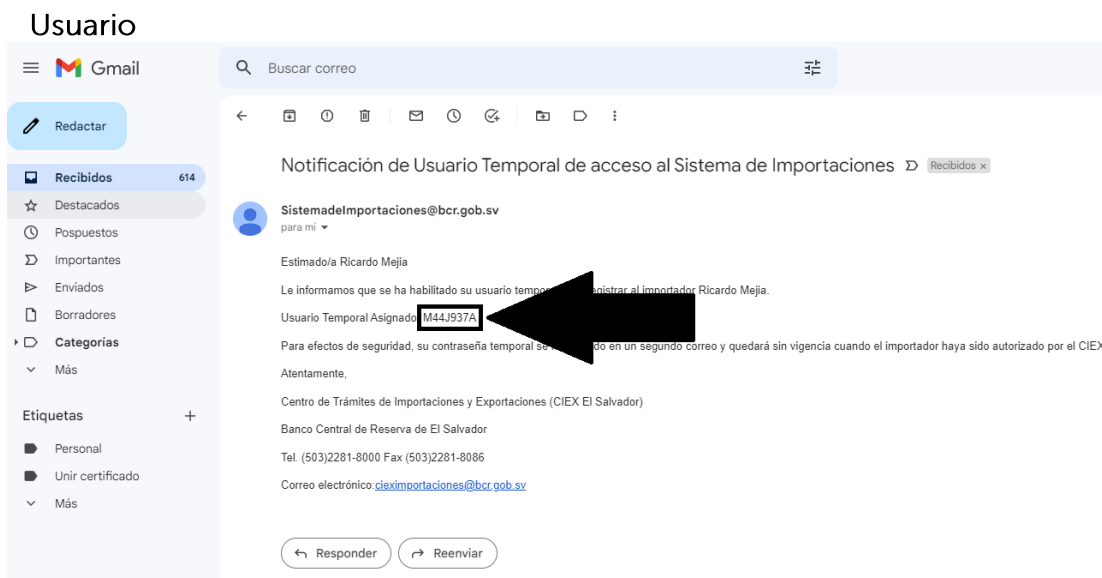 Usuario
Gmail
Buscar correo
Redactar
Recibidos 614
Destacados
Pospuestos
Importantes
Enviados
Borradores
Categorías
Más
Etiquetas +
Personal
Unir certificado
Más
Notificación de Usuario Temporal de acceso al Sistema de Importaciones Recibidos x
SistemadeImportaciones@bcr.gob.sv
para mí
Estimado/a Ricardo Mejia
Le informamos que se ha habilitado su usuario al importador Ricardo Mejia.
Usuario Temporal Asignado M44J937A
Para efectos de seguridad, su contraseña temporal en un segundo correo y quedará sin vigencia cuando el importador haya sido autorizado por el CIEX
Atentamente,
Centro de Trámites de Importaciones y Exportaciones (CIEX El Salvador)
Banco Central de Reserva de El Salvador
Tel. (503)2281-8000 Fax (503)2281-8086
Correo electrónico:cieximportaciones@bcr.gob.sv
Responder
Reenviar